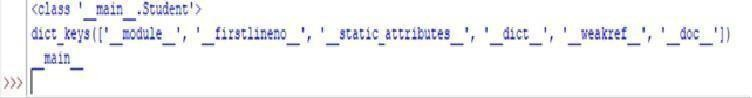 <class '__main__.Student'>
dict_keys(['__module__', '__firstlineno__', '__static_attributes__', '__dict__', '__weakref__', '__doc__'])
__main__
>>>